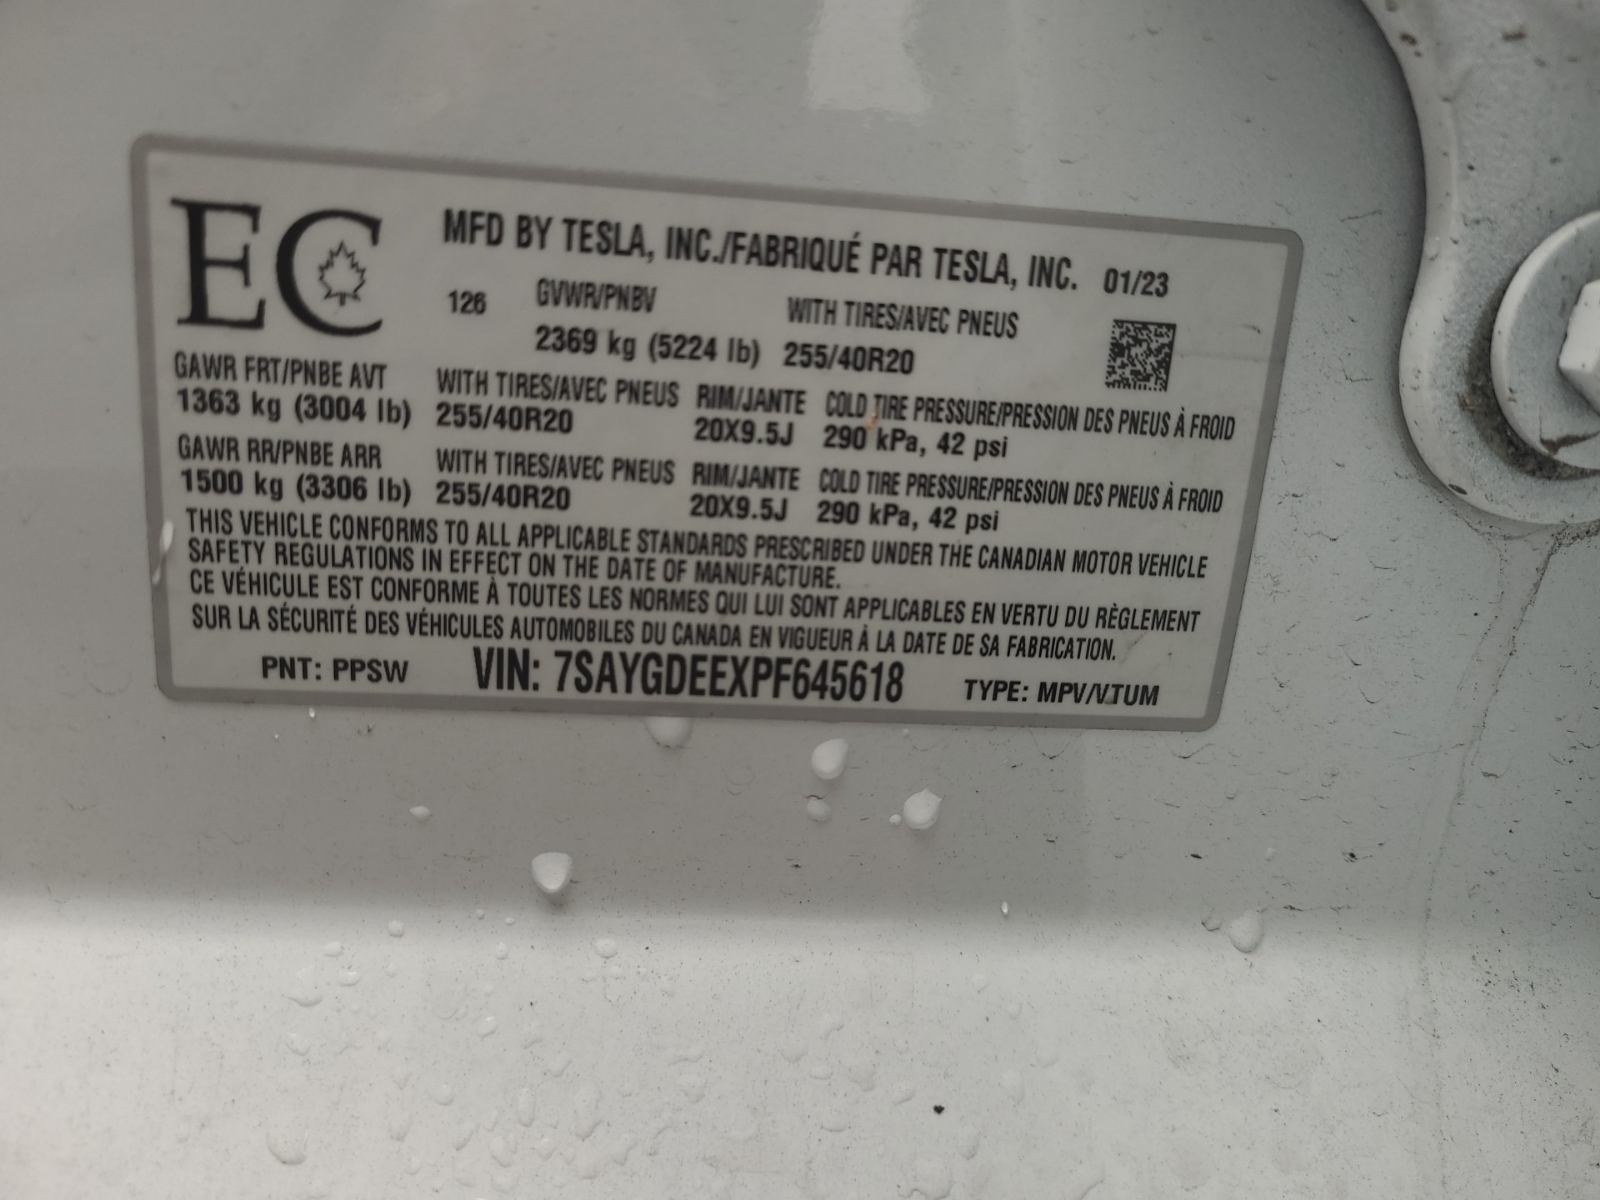 EC
MFD BY TESLA, INC./FABRIQUÉ PAR TESLA, INC. 01/23
126 GVWR/PNBV WITH TIRES/AVEC PNEUS
2369 kg (5224 lb) 255/40R20
GAWR FRT/PNBE AVT WITH TIRES/AVEC PNEUS RIM/JANTE COLD TIRE PRESSURE/PRESSION DES PNEUS À FROID
1363 kg (3004 lb) 255/40R20 20X9.5J 290 kPa, 42 psi
GAWR RR/PNBE ARR WITH TIRES/AVEC PNEUS RIM/JANTE COLD TIRE PRESSURE/PRESSION DES PNEUS À FROID
1500 kg (3306 lb) 255/40R20 20X9.5J 290 kPa, 42 psi
THIS VEHICLE CONFORMS TO ALL APPLICABLE STANDARDS PRESCRIBED UNDER THE CANADIAN MOTOR VEHICLE
SAFETY REGULATIONS IN EFFECT ON THE DATE OF MANUFACTURE.
CE VÉHICULE EST CONFORME À TOUTES LES NORMES QUI LUI SONT APPLICABLES EN VERTU DU RÈGLEMENT
SUR LA SÉCURITÉ DES VÉHICULES AUTOMOBILES DU CANADA EN VIGUEUR À LA DATE DE SA FABRICATION.
PNT: PPSW VIN: 7SAYGDEEXPF645618 TYPE: MPV/VTUM